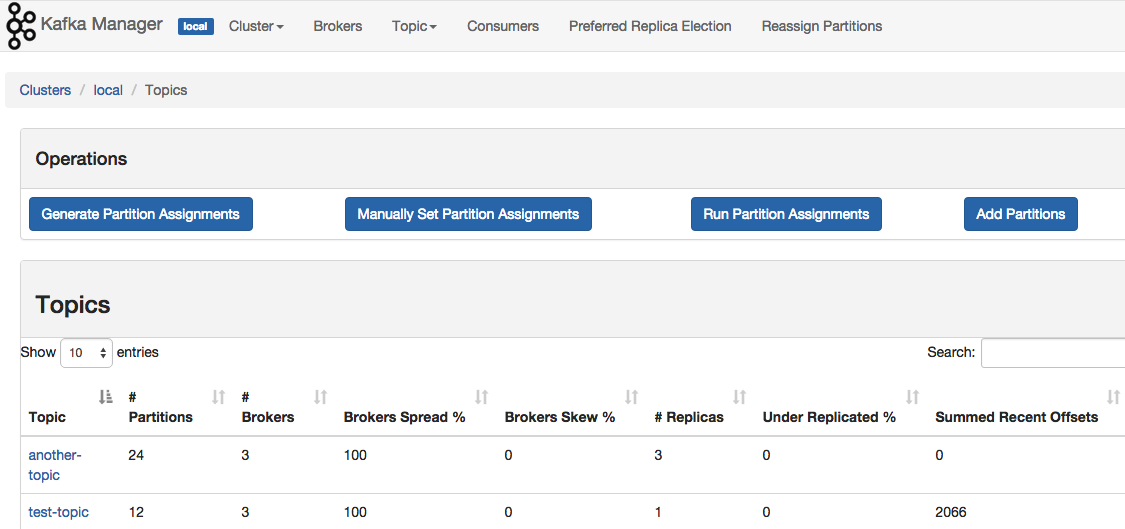 Kafka Manager local Cluster Brokers Topic Consumers Preferred Replica Election Reassign Partitions
Clusters / local / Topics
Operations
Generate Partition Assignments Manually Set Partition Assignments Run Partition Assignments Add Partitions
Topics
Show 10 entries Search:
# #
Topic Partitions Brokers Brokers Spread % Brokers Skew % # Replicas Under Replicated % Summed Recent Offsets
another- 24 3 100 0 3 0 0
topic
test-topic 12 3 100 0 1 0 2066